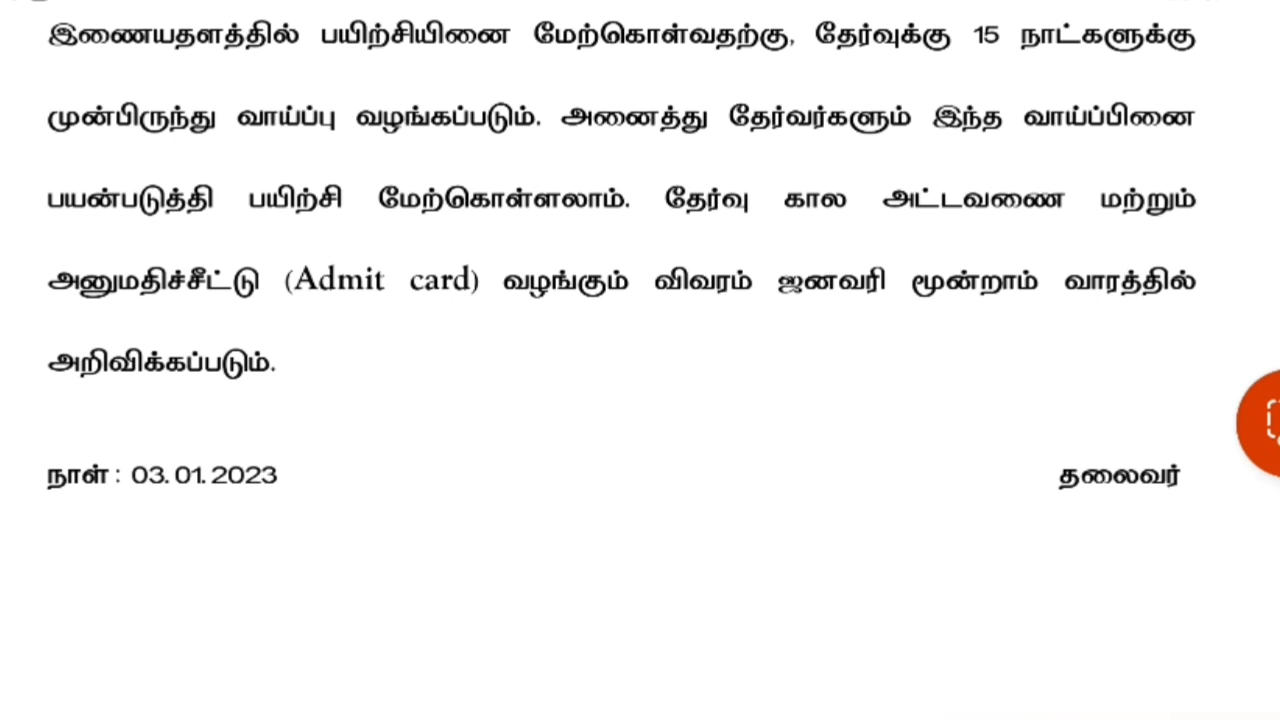 இணையதளத்தில் பயிற்சியினை மேற்கொள்வதற்கு, தேர்வுக்கு 15 நாட்களுக்கு
முன்பிருந்து வாய்ப்பு வழங்கப்படும். அனைத்து தேர்வர்களும் இந்த வாய்ப்பினை
பயன்படுத்தி பயிற்சி மேற்கொள்ளலாம். தேர்வு கால அட்டவணை மற்றும்
அனுமதிச்சீட்டு (Admit card) வழங்கும் விவரம் ஜனவரி மூன்றாம் வாரத்தில்
அறிவிக்கப்படும்.
நாள் : 03.01.2023 தலைவர்